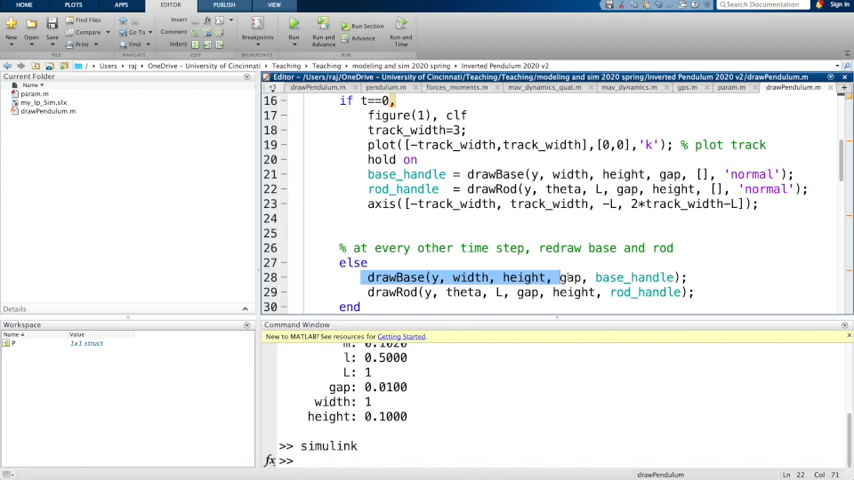 HOME PLOTS APPS EDITOR PUBLISH VIEW Search Documentation Sign In
New Open Save Find Files Compare Print Go To Find Insert Comment Indent Breakpoints Run Run and Advance Run Section Advance Run and Time
FILE NAVIGATE EDIT BREAKPOINTS RUN
/ Users raj OneDrive - University of Cincinnati Teaching Teaching modeling and sim 2020 spring Inverted Pendulum 2020 v2
Current Folder
Name
param.m
my_Ip_Sim.slx
drawPendulum.m
Details
Workspace
Name Value
P 1x1 struct
Editor - /Users/raj/OneDrive - University of Cincinnati/Teaching/Teaching/modeling and sim 2020 spring/Inverted Pendulum 2020 v2/drawPendulum.m
drawPendulum.m pendulum.m forces_moments.m mav_dynamics_quat.m mav_dynamics.m gps.m param.m drawPendulum.m
16 if t==0,
17 figure(1), clf
18 track_width=3;
19 plot([-track_width,track_width],[0,0],'k'); % plot track
20 hold on
21 base_handle = drawBase(y, width, height, gap, [], 'normal');
22 rod_handle = drawRod(y, theta, L, gap, height, [], 'normal');
23 axis([-track_width, track_width, -L, 2*track_width-L]);
24
25
26 % at every other time step, redraw base and rod
27 else
28 drawBase(y, width, height, gap, base_handle);
29 drawRod(y, theta, L, gap, height, rod_handle);
30 end
Command Window
New to MATLAB? See resources for Getting Started.
m: 0.1020
l: 0.5000
L: 1
gap: 0.0100
width: 1
height: 0.1000
>> simulink
fx >>
drawPendulum Ln 22 Col 71